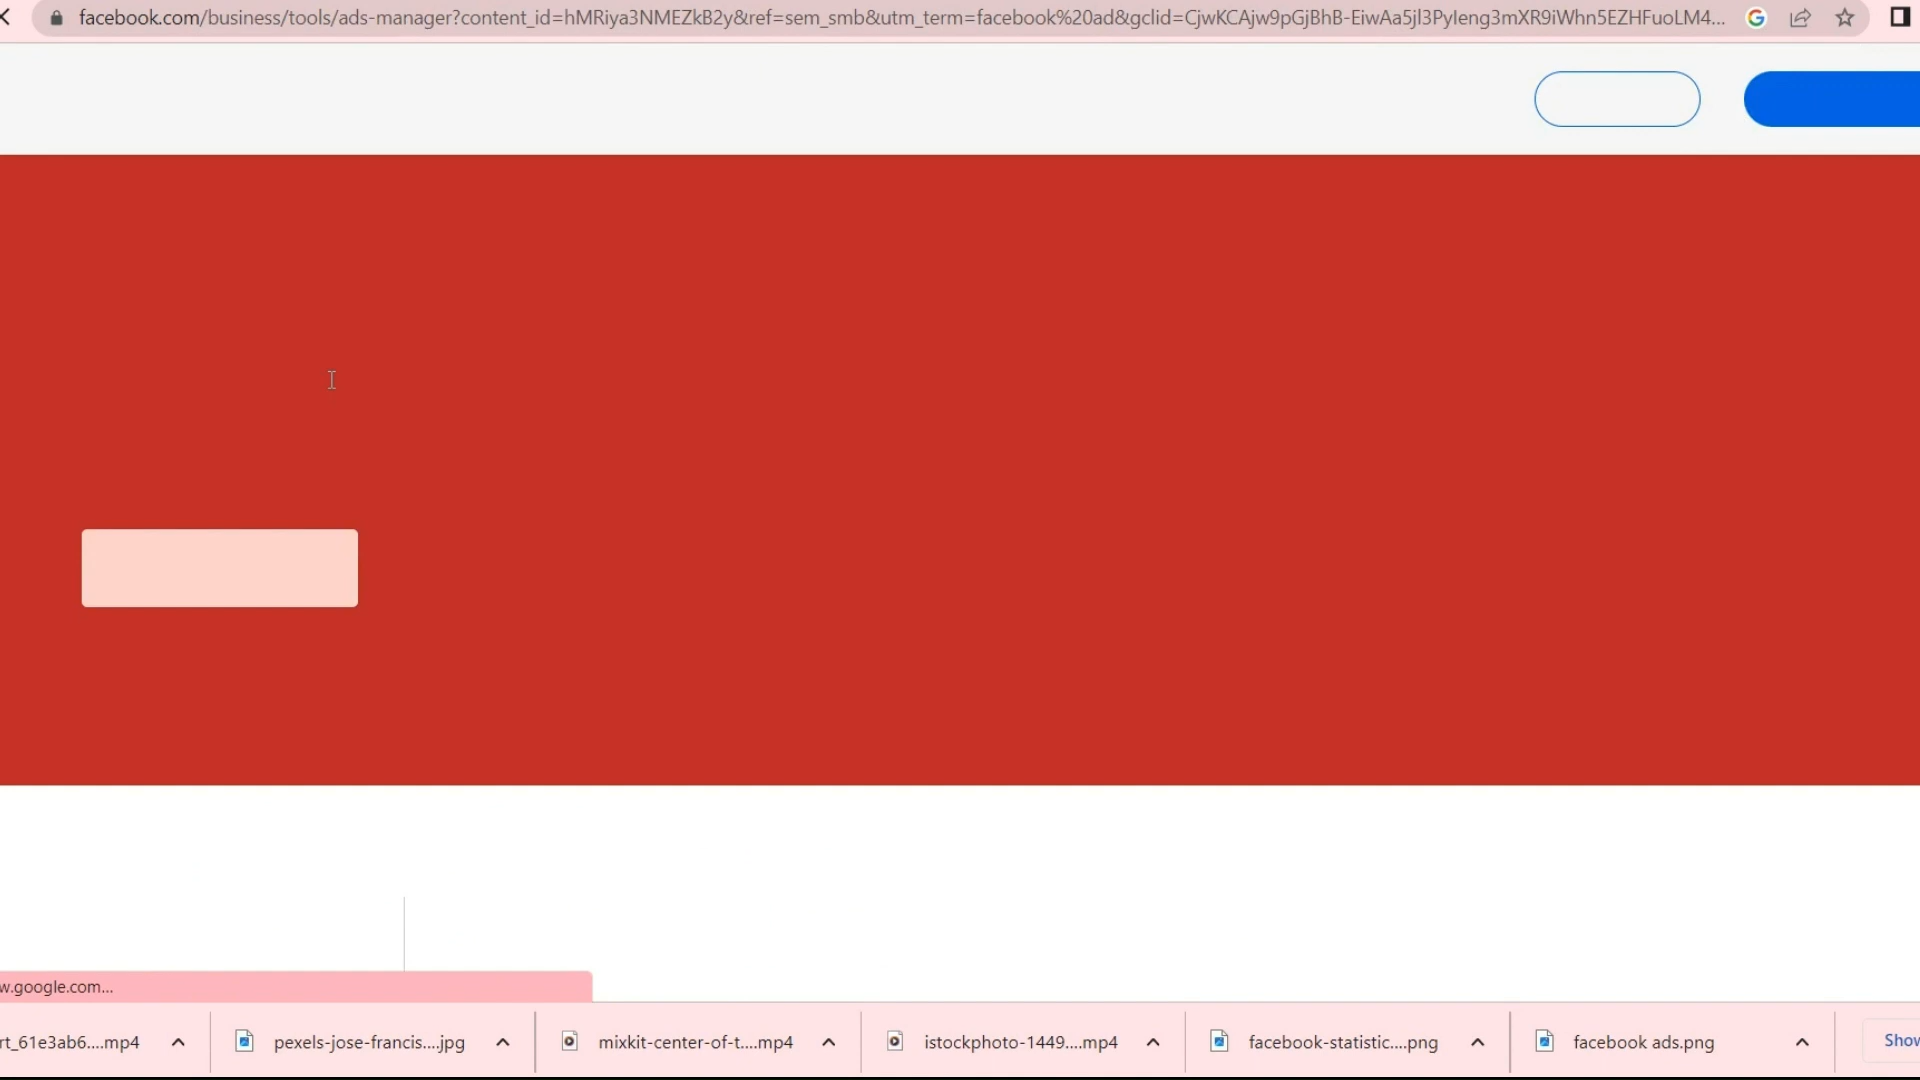 facebook.com/business/tools/ads-manager?content_id=hMRiya3NMEZkB2y&ref=sem_smb&utm_term=facebook%20ad&gclid=CjwKCAjw9pGjBhB-EiwAa5jl3PyIeng3mXR9iWhn5EZHFuoLM4...
w.google.com...
rt_61e3ab6....mp4
pexels-jose-francis....jpg
mixkit-center-of-t....mp4
istockphoto-1449....mp4
facebook-statistic....png
facebook ads.png
Show